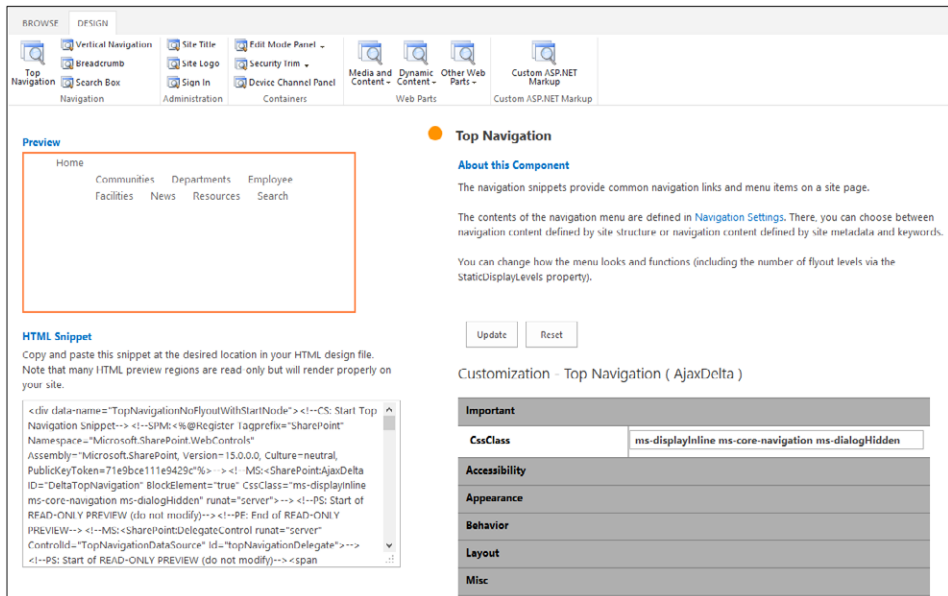 BROWSE DESIGN
Top Navigation
Vertical Navigation
Breadcrumb
Search Box
Navigation
Site Title
Site Logo
Sign In
Administration
Edit Mode Panel
Security Trim
Device Channel Panel
Containers
Media and Content
Dynamic Content
Other Web Parts
Web Parts
Custom ASP.NET Markup
Custom ASP.NET Markup
Preview
Home
Communities Departments Employee
Facilities News Resources Search
HTML Snippet
Copy and paste this snippet at the desired location in your HTML design file.
Note that many HTML preview regions are read only but will render properly on
your site.
<div data-name="TopNavigationNoFlyoutWithStartNode"><!--CS: Start Top
Navigation Snippet--><!--SPM:<%@Register Tagprefix="SharePoint"
Namespace="Microsoft.SharePoint.WebControls"
Assembly="Microsoft.SharePoint, Version=15.0.0.0, Culture=neutral,
PublicKeyToken=71e9bce111e9429c"%>--><!--MS:<SharePoint:AjaxDelta
ID="DeltaTopNavigation" BlockElement="true" CssClass="ms-displayInline
ms-core-navigation ms-dialogHidden" runat="server">--><!--PS: Start of
READ-ONLY PREVIEW (do not modify)--><!--PE: End of READ-ONLY
PREVIEW--><!--MS:<SharePoint:DelegateControl runat="server"
ControlId="TopNavigationDataSource" Id="topNavigationDelegate">-->
<!--PS: Start of READ-ONLY PREVIEW (do not modify)--><span
Top Navigation
About this Component
The navigation snippets provide common navigation links and menu items on a site page.
The contents of the navigation menu are defined in Navigation Settings. There, you can choose between
navigation content defined by site structure or navigation content defined by site metadata and keywords.
You can change how the menu looks and functions (including the number of flyout levels via the
StaticDisplayLevels property).
Update Reset
Customization - Top Navigation ( AjaxDelta )
Important
CssClass ms-displayInline ms-core-navigation ms-dialogHidden
Accessibility
Appearance
Behavior
Layout
Misc